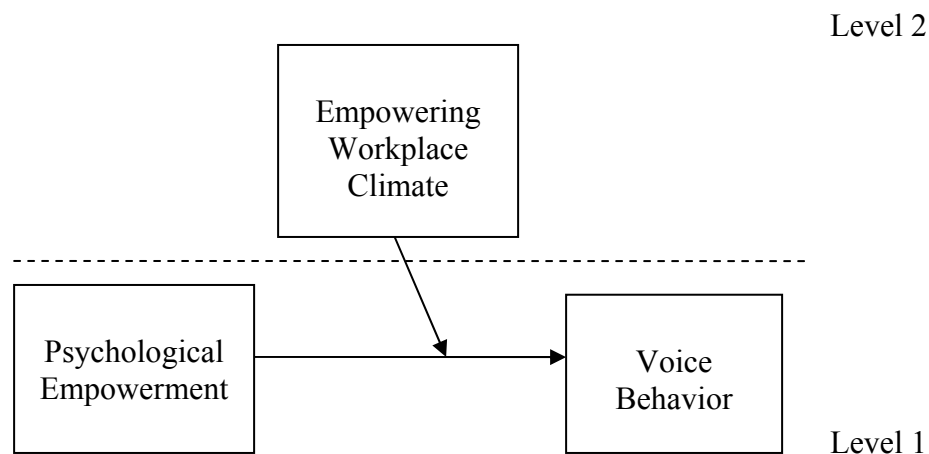 Level 2
Empowering
Workplace
Climate
Psychological
Empowerment
Voice
Behavior
Level 1